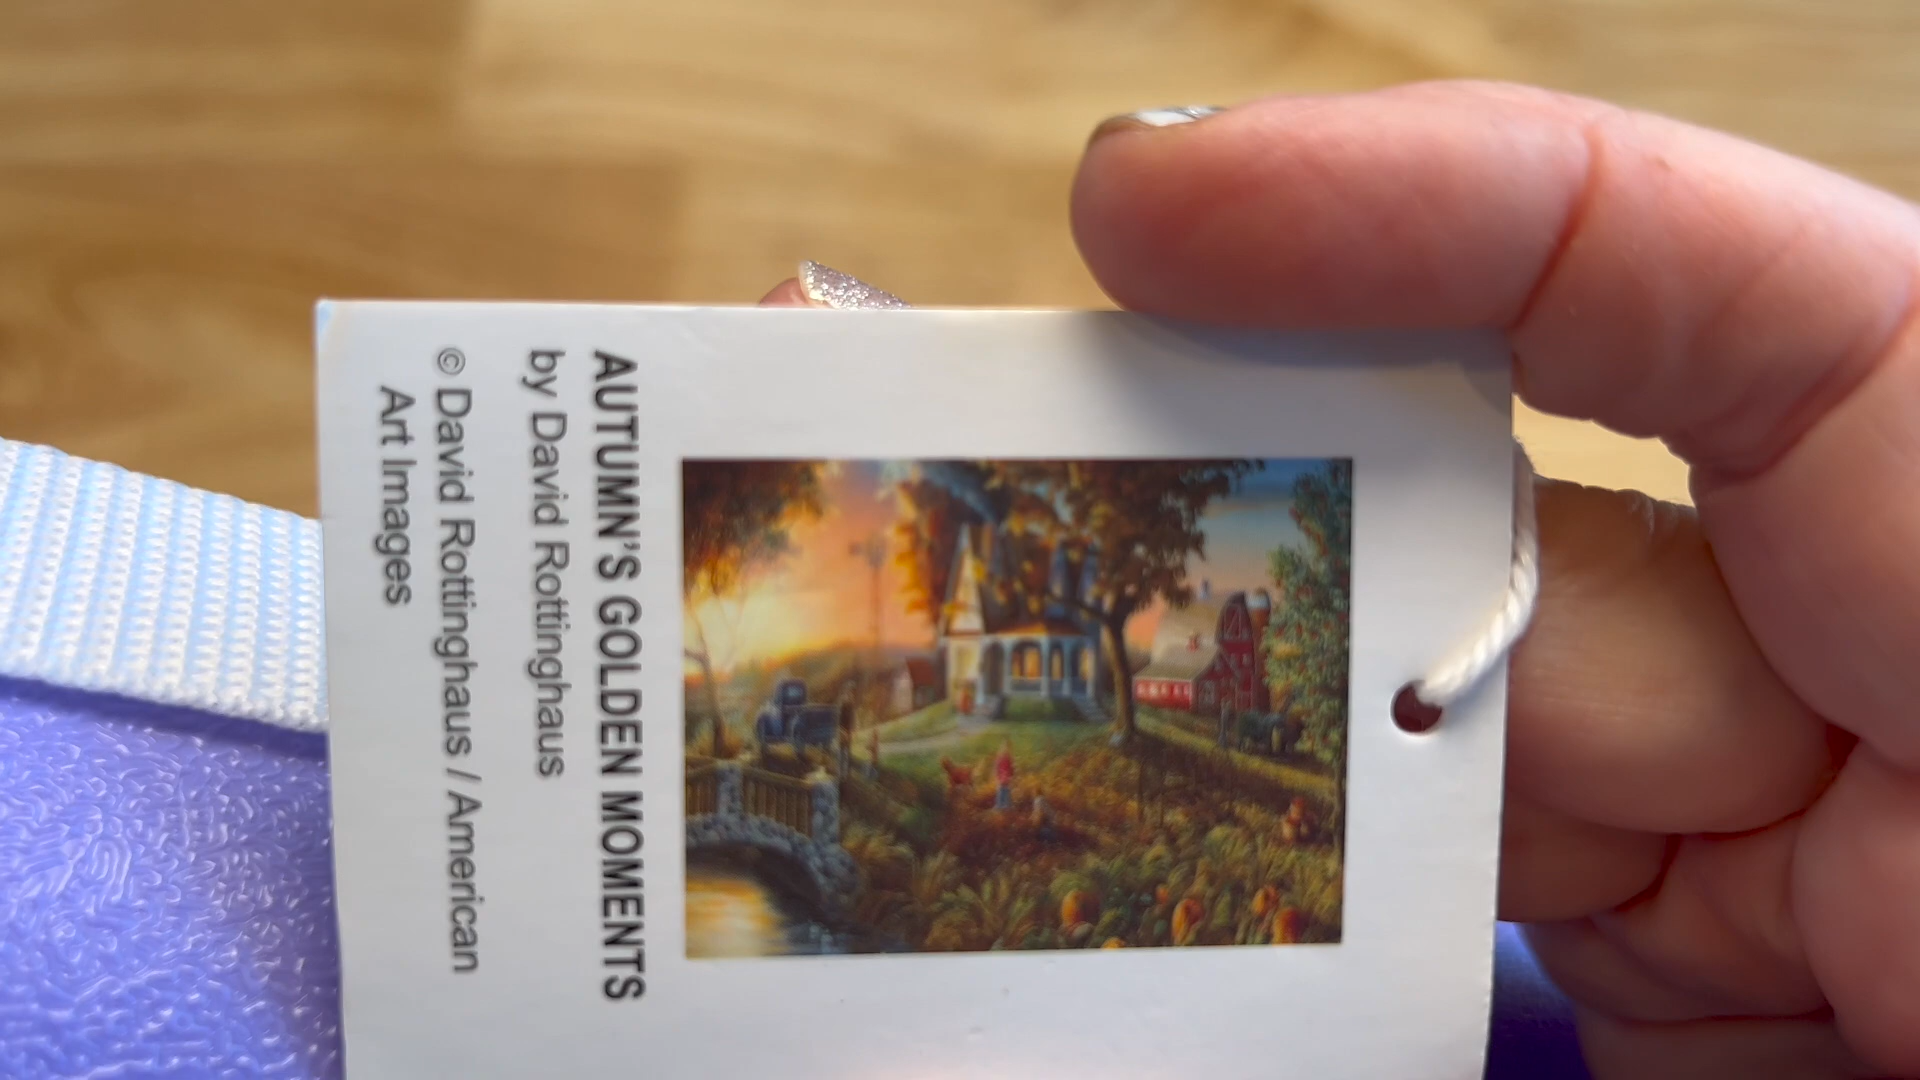 AUTUMN'S GOLDEN MOMENTS
by David Rottinghaus
© David Rottinghaus / American
Art Images